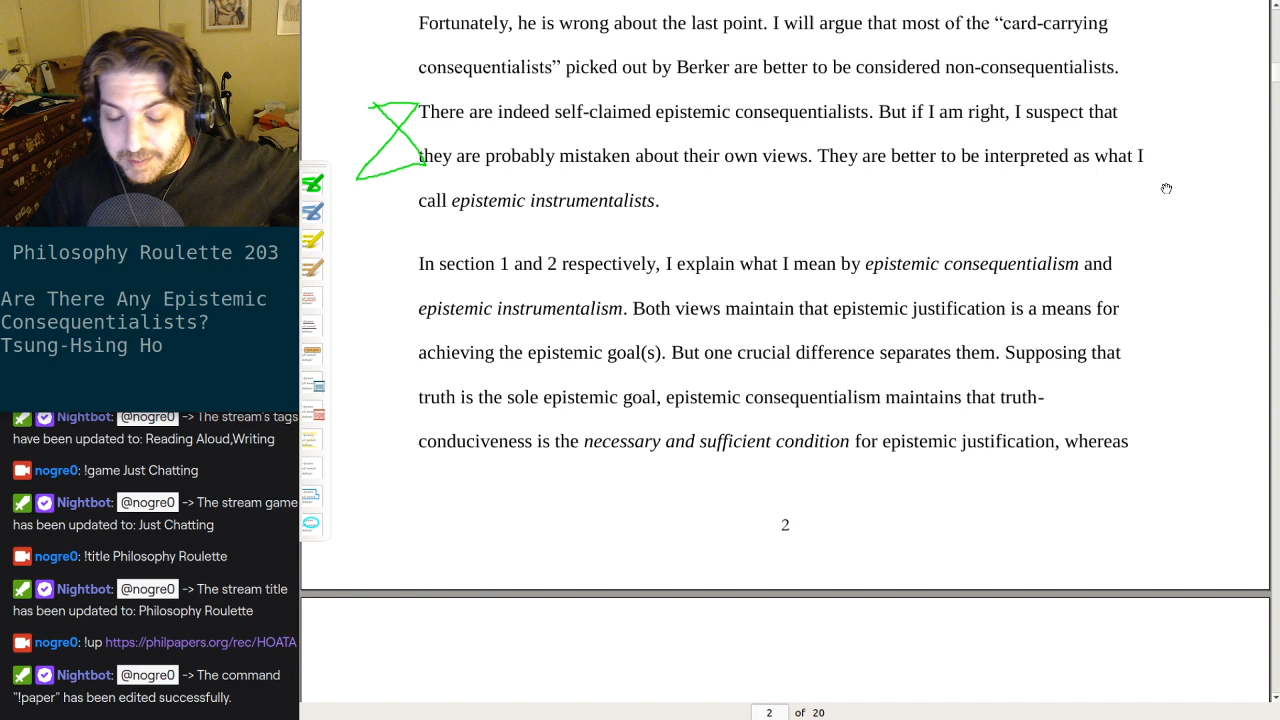 Fortunately, he is wrong about the last point. I will argue that most of the “card-carrying
consequentialists” picked out by Berker are better to be considered non-consequentialists.
There are indeed self-claimed epistemic consequentialists. But if I am right, I suspect that
they are probably mistaken about their own views. They are better to be interpreted as what I
call epistemic instrumentalists.
In section 1 and 2 respectively, I explain what I mean by epistemic consequentialism and
epistemic instrumentalism. Both views maintain that epistemic justification is a means for
achieving the epistemic goal(s). But one crucial difference separates them. Supposing that
truth is the sole epistemic goal, epistemic consequentialism maintains that truth-
conduciveness is the necessary and sufficient condition for epistemic justification, whereas
2
Philosophy Roulette 203
Are There Any Epistemic
Consequentialists?
Tsung-Hsing Ho
Nightbot: @nogre0 -> The stream's tags
have been updated to: Reading Aloud,Writing
nogre0: !game Just Chatting
Nightbot: @nogre0 -> The stream game
has been updated to: Just Chatting
nogre0: !title Philosophy Roulette
Nightbot: @nogre0 -> The stream title
has been updated to: Philosophy Roulette
nogre0: !up https://philpapers.org/rec/HOATA
Nightbot: @nogre0 -> The command
"!paper" has been edited successfully.
2 of 20